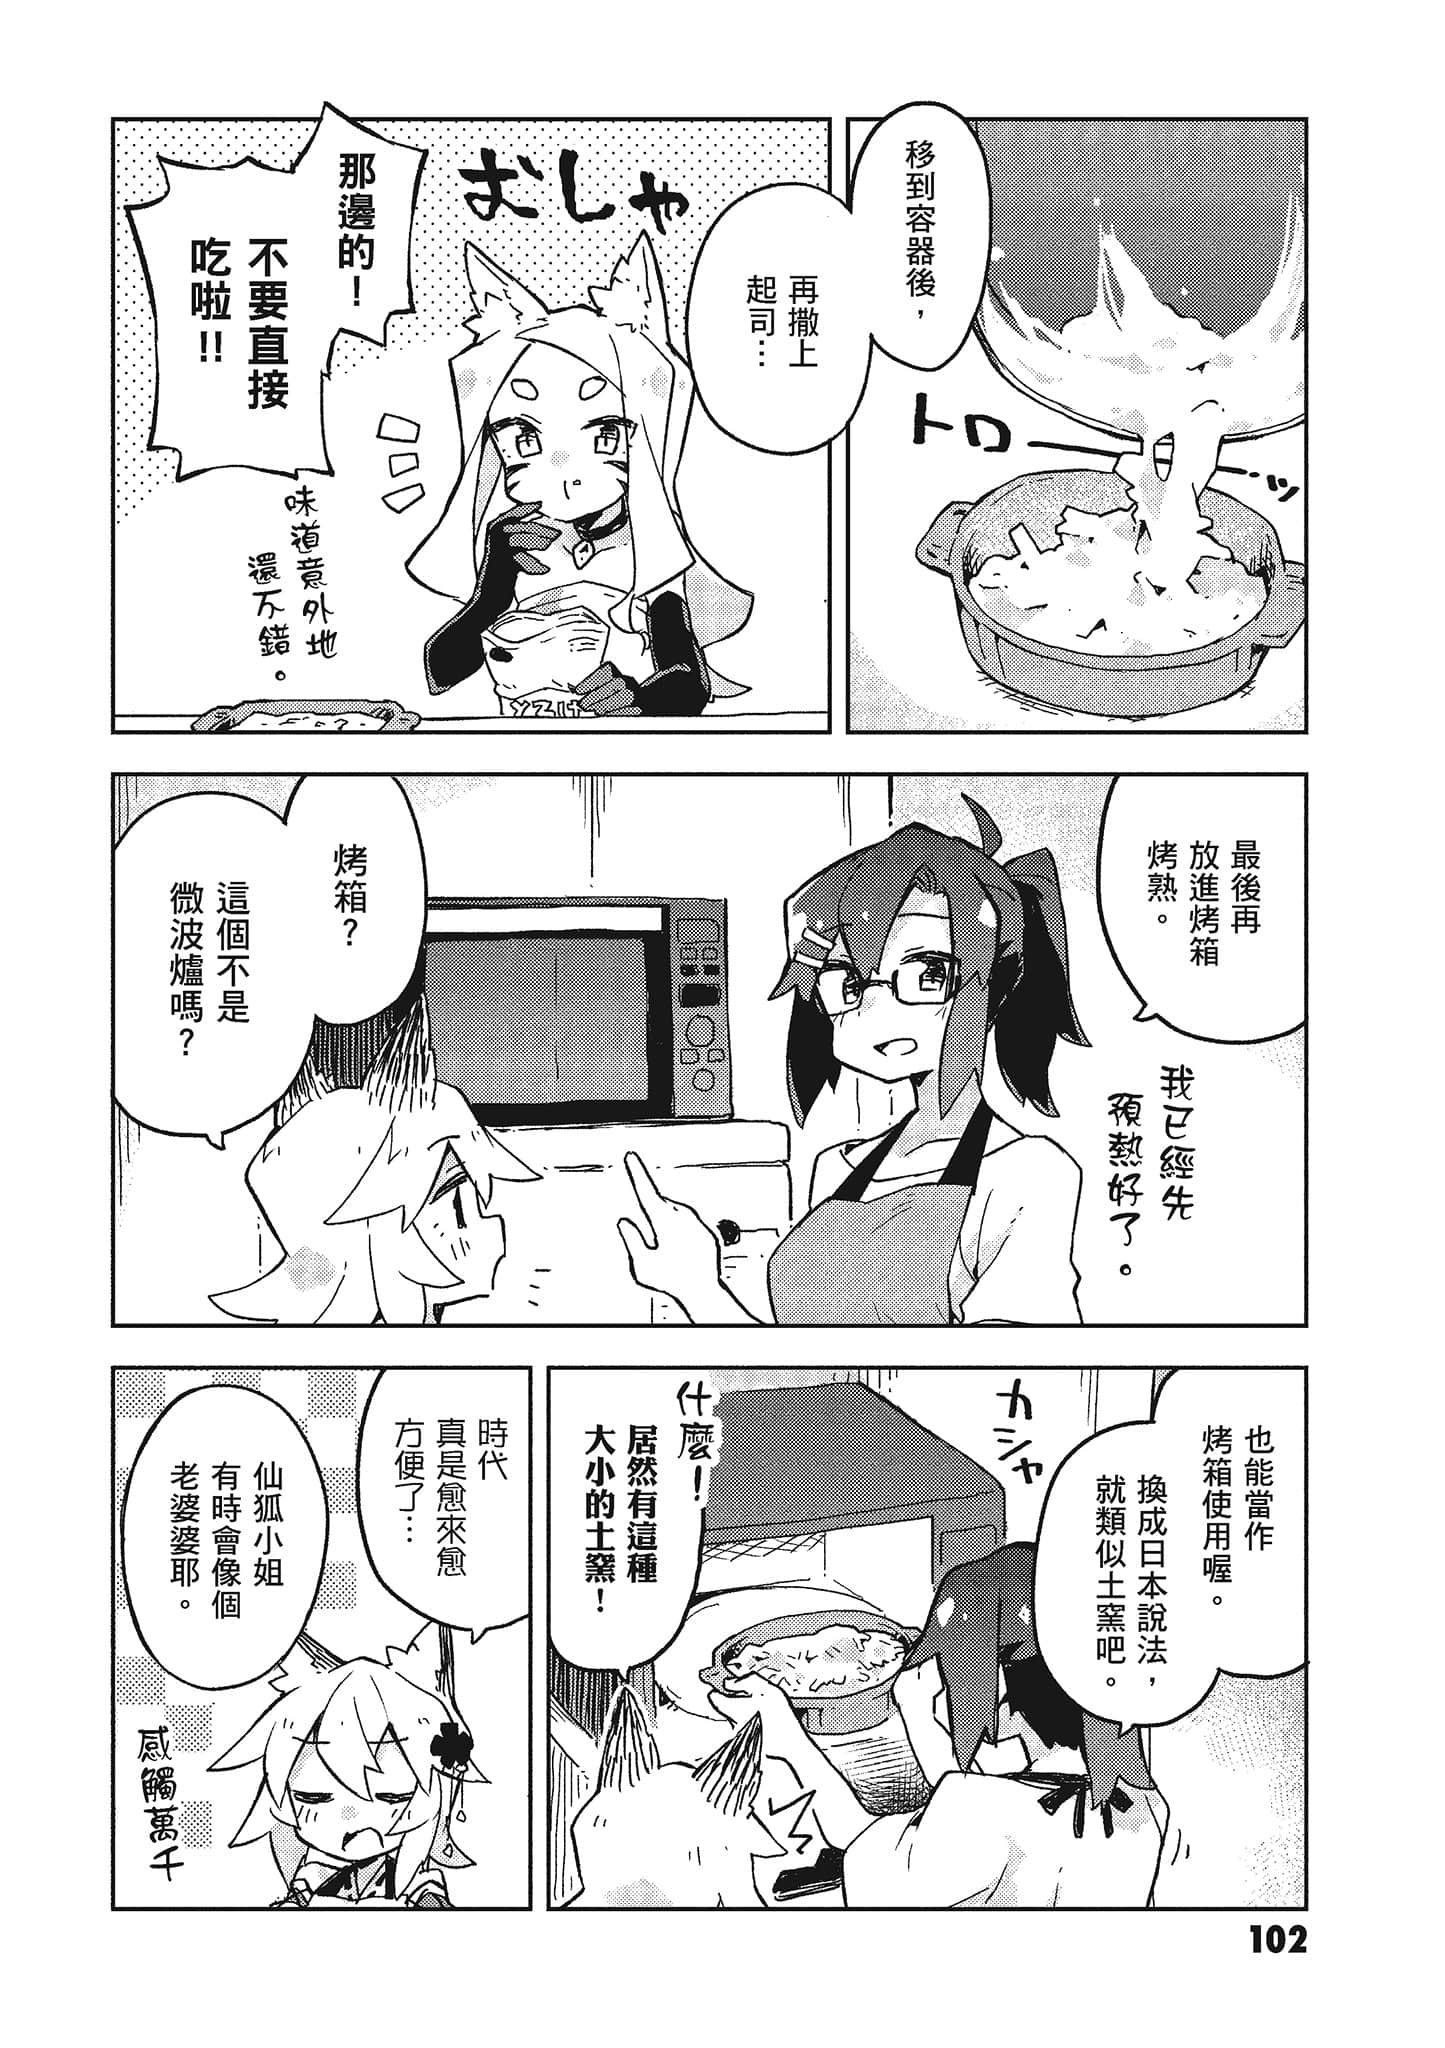 移到容器後，
トローーッ
再撒上
起司…
おしゃ
那邊的！
不要直接
吃啦！！
味道意外地
還不錯。
最後再
放進烤箱
烤熟。
我已經先
預熱好了。
烤箱？
這個不是
微波爐嗎？
也能當作
烤箱使用喔。
換成日本說法，
就類似土窯吧。
カシャ
什麼！
居然有這種
大小的土窯！
時代
真是愈來愈
方便了…
仙狐小姐
有時會像個
老婆婆耶。
感觸萬千
102